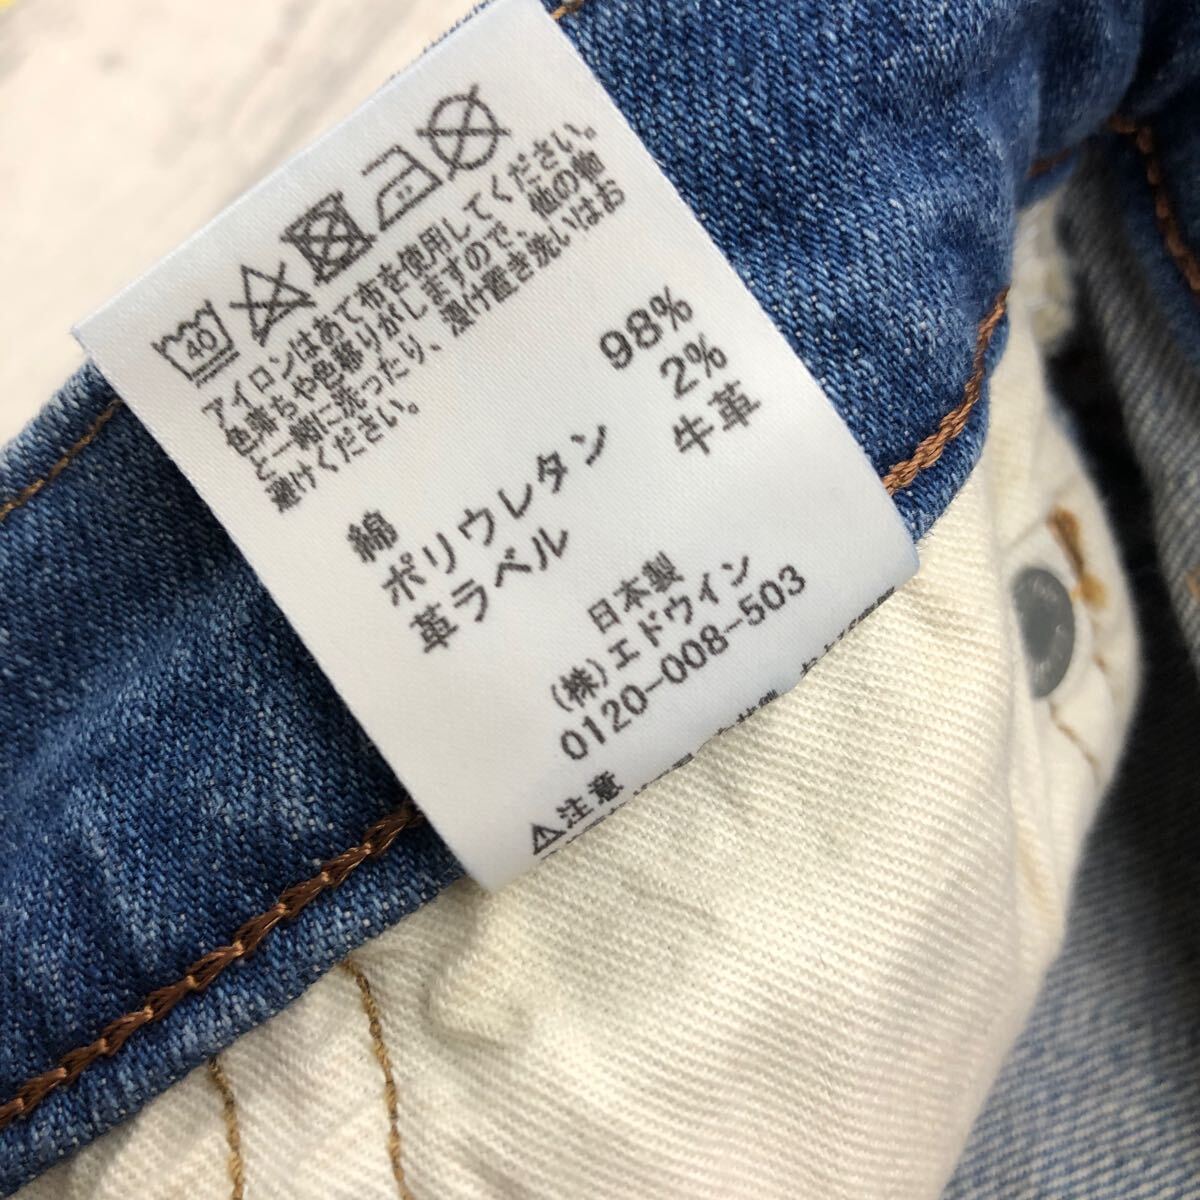 40
アイロンはあて布を使用してください。
色落ちや色移りがしますので、他の物
と一緒に洗ったり、浸け置き洗いはお
避けください。
綿 98%
ポリウレタン 2%
革ラベル 牛革
日本製
(株)エドウイン
0120-008-503
⚠注意